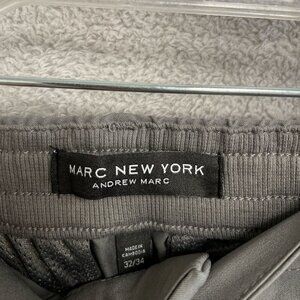 MARC NEW YORK
ANDREW MARC
MADE IN
CAMBODIA
32/34